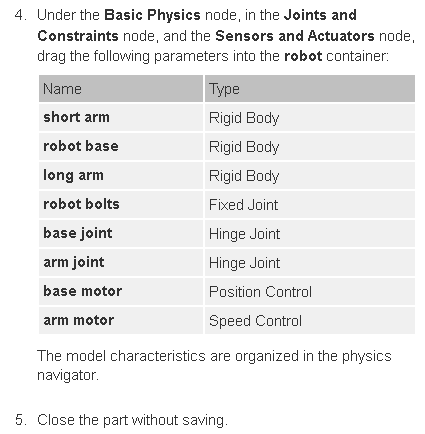 4. Under the Basic Physics node, in the Joints and
Constraints node, and the Sensors and Actuators node,
drag the following parameters into the robot container:
Name Type
short arm Rigid Body
robot base Rigid Body
long arm Rigid Body
robot bolts Fixed Joint
base joint Hinge Joint
arm joint Hinge Joint
base motor Position Control
arm motor Speed Control
The model characteristics are organized in the physics
navigator.
5. Close the part without saving.